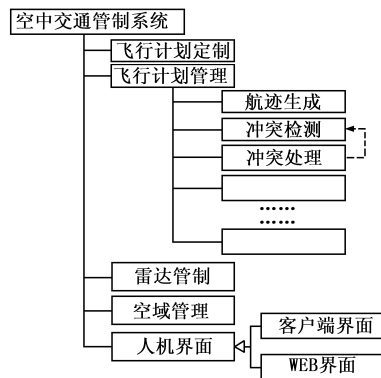 空中交通管制系统
飞行计划定制
飞行计划管理
航迹生成
冲突检测
冲突处理
……
……
雷达管制
空域管理
人机界面
客户端界面
WEB界面